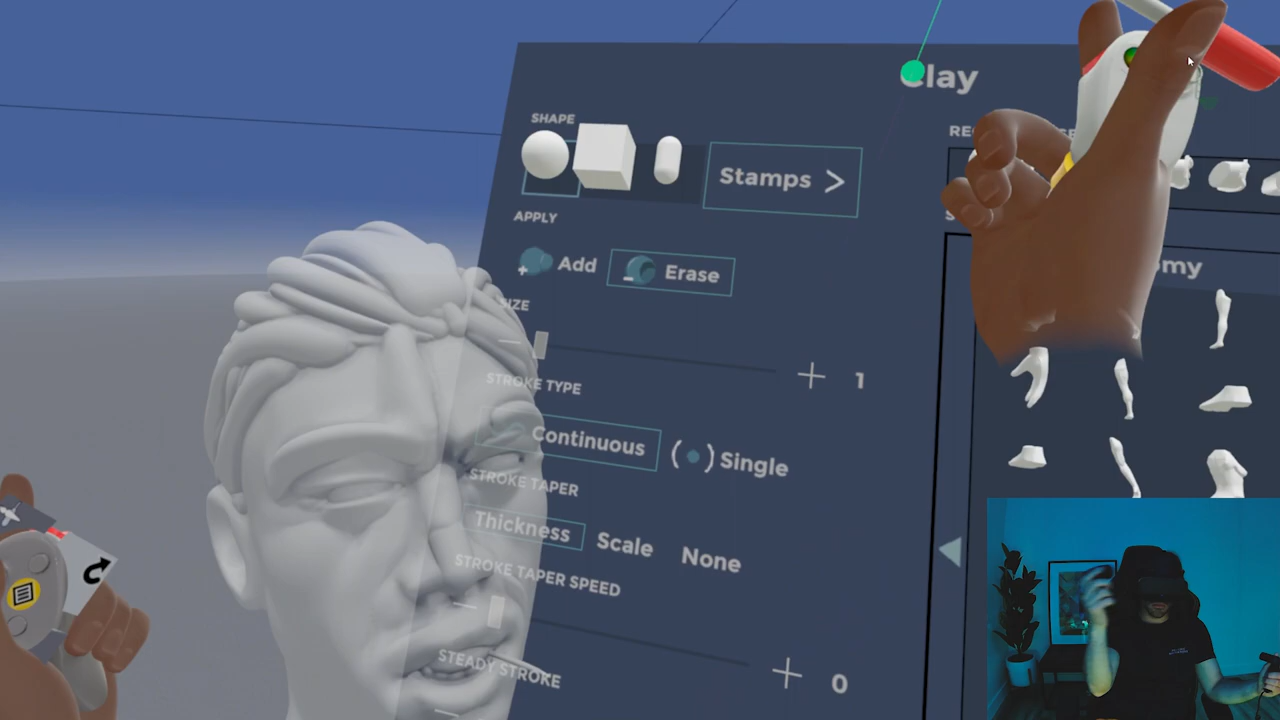 Clay
SHAPE
Stamps >
APPLY
Add
Erase
SIZE
1
STROKE TYPE
Continuous
Single
STROKE TAPER
Thickness
Scale
None
STROKE TAPER SPEED
0
STEADY STROKE